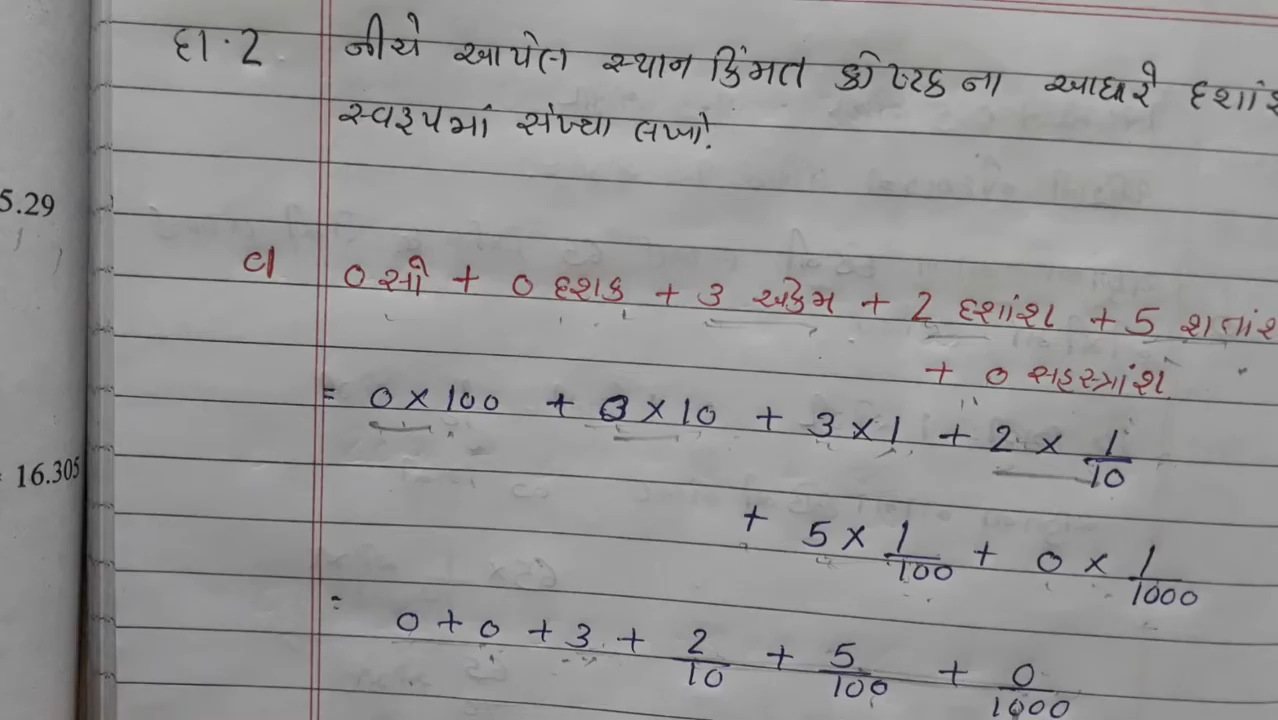 દા.2 નીચે આપેલ સ્થાન કિંમત કોષ્ટક ના આધારે દશાંશ
સ્વરૂપમાં સંખ્યા લખો.
5.29
0 સો + 0 દશક + 3 એકમ + 2 દશાંશ + 5 શતાંશ
+ 0 સહસ્ત્રાંશ
= 0 × 100 + 0 × 10 + 3 × 1 + 2 × 1/10
16.305
+ 5 × 1/100 + 0 × 1/1000
= 0 + 0 + 3 + 2/10 + 5/100 + 0/1000